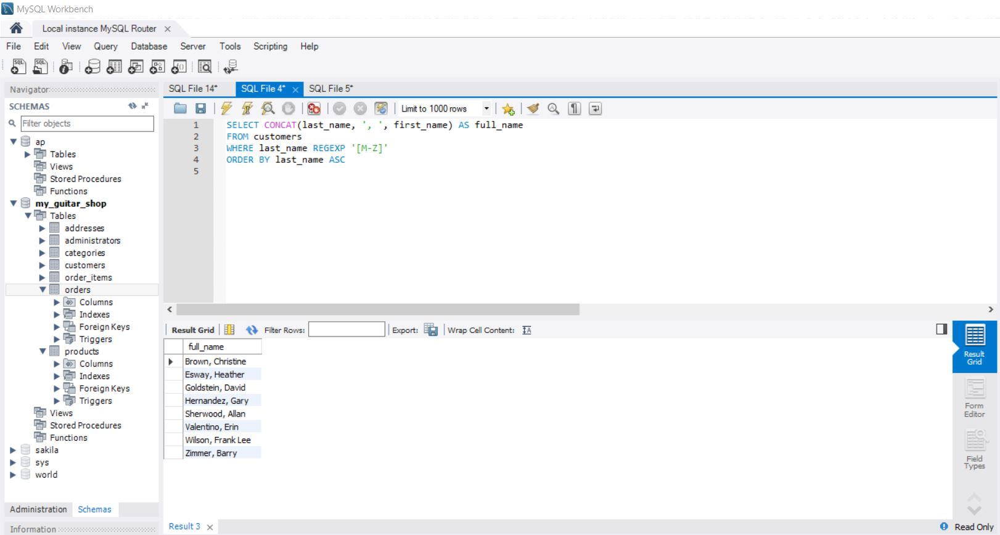 MySQL Workbench
Local instance MySQL Router
File Edit View Query Database Server Tools Scripting Help
Navigator
SCHEMAS
Filter objects
ap
Tables
Views
Stored Procedures
Functions
my_guitar_shop
Tables
addresses
administrators
categories
customers
order_items
orders
Columns
Indexes
Foreign Keys
Triggers
products
Columns
Indexes
Foreign Keys
Triggers
Views
Stored Procedures
Functions
sakila
sys
world
Administration Schemas
Information
SQL File 14* SQL File 4* SQL File 5*
Limit to 1000 rows
1 SELECT CONCAT(last_name, ', ', first_name) AS full_name
2 FROM customers
3 WHERE last_name REGEXP '[M-Z]'
4 ORDER BY last_name ASC
5
Result Grid Filter Rows: Export: Wrap Cell Content:
full_name
Brown, Christine
Esway, Heather
Goldstein, David
Hernandez, Gary
Sherwood, Allan
Valentino, Erin
Wilson, Frank Lee
Zimmer, Barry
Result
Grid
Form
Editor
Field
Types
Result 3
Read Only